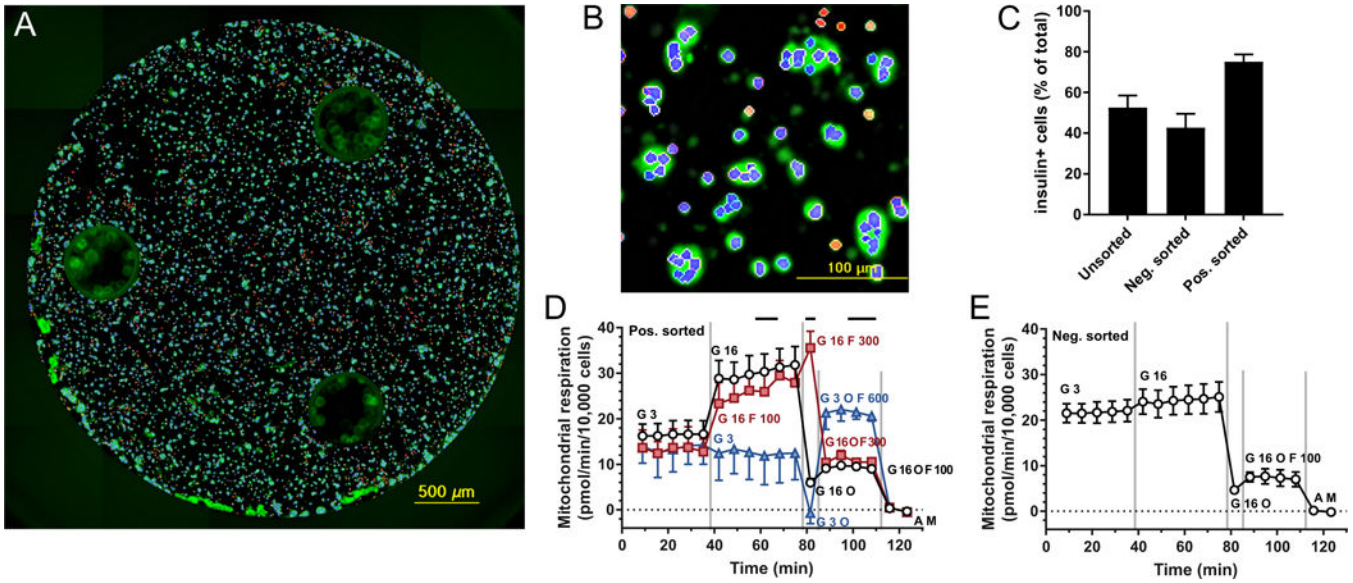 A
500 µm
B
100 µm
C
insulin+ cells (% of total)
100
80
60
40
20
0
Unsorted
Neg. sorted
Pos. sorted
D
Mitochondrial respiration
(pmol/min/10,000 cells)
40
30
20
10
0
Pos. sorted
G 3
G 16
G 16 F 100
G 3
G 16 F 300
G 3 O F 600
G 16 O F 300
G 16 O F 100
G 16 O
G 3 O
A M
0 20 40 60 80 100 120
Time (min)
E
Mitochondrial respiration
(pmol/min/10,000 cells)
40
30
20
10
0
Neg. sorted
G 3
G 16
G 16 O F 100
G 16 O
A M
0 20 40 60 80 100 120
Time (min)